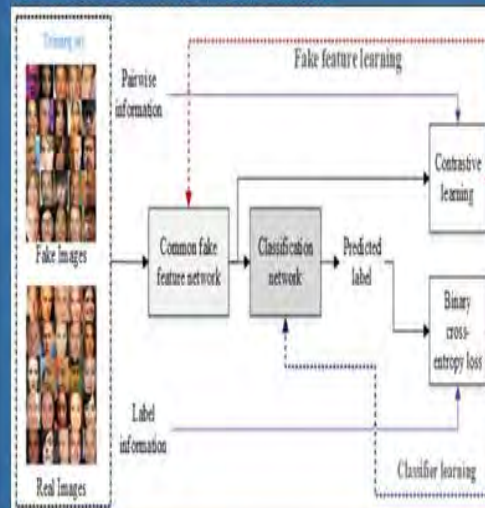 Training set
Fake Images
Real Images
Pairwise
information
Label
information
Fake feature learning
Common fake
feature network
Classification
network
Predicted
label
Contrastive
learning
Binary
cross-
entropy loss
Classifier learning